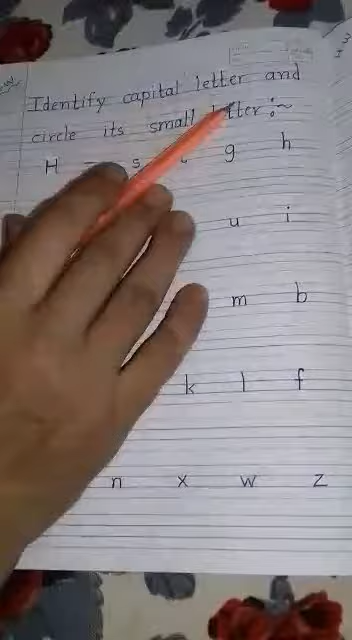 Identify capital letter and
circle its small letter :~
H – s g h
u i
m b
k l f
n x w z